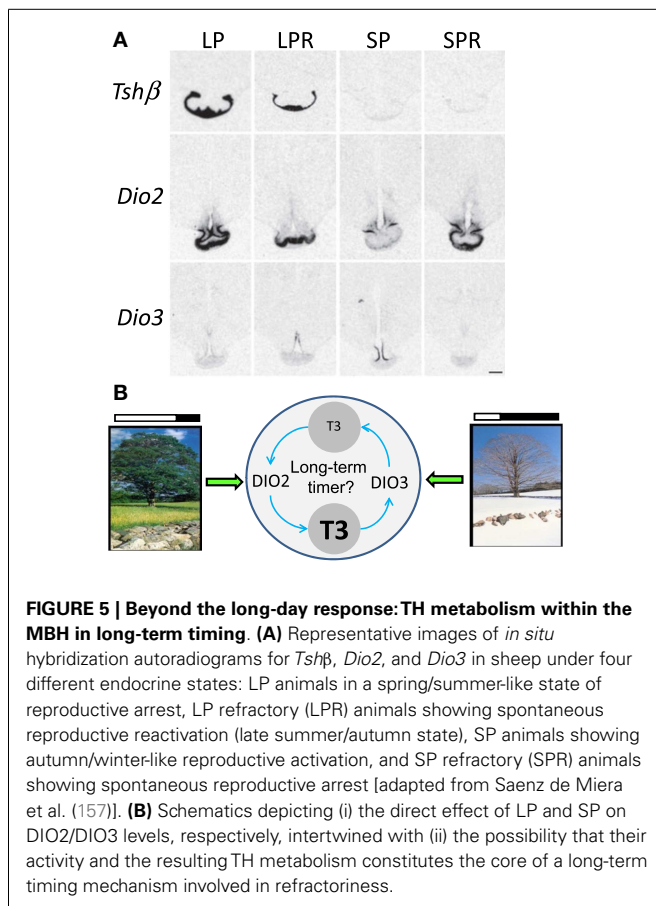 A
LP LPR SP SPR
Tshβ
Dio2
Dio3
B
T3
DIO2 Long-term timer? DIO3
T3
FIGURE 5 | Beyond the long-day response: TH metabolism within the
MBH in long-term timing. (A) Representative images of in situ
hybridization autoradiograms for Tshβ, Dio2, and Dio3 in sheep under four
different endocrine states: LP animals in a spring/summer-like state of
reproductive arrest, LP refractory (LPR) animals showing spontaneous
reproductive reactivation (late summer/autumn state), SP animals showing
autumn/winter-like reproductive activation, and SP refractory (SPR) animals
showing spontaneous reproductive arrest [adapted from Saenz de Miera
et al. (157)]. (B) Schematics depicting (i) the direct effect of LP and SP on
DIO2/DIO3 levels, respectively, intertwined with (ii) the possibility that their
activity and the resulting TH metabolism constitutes the core of a long-term
timing mechanism involved in refractoriness.